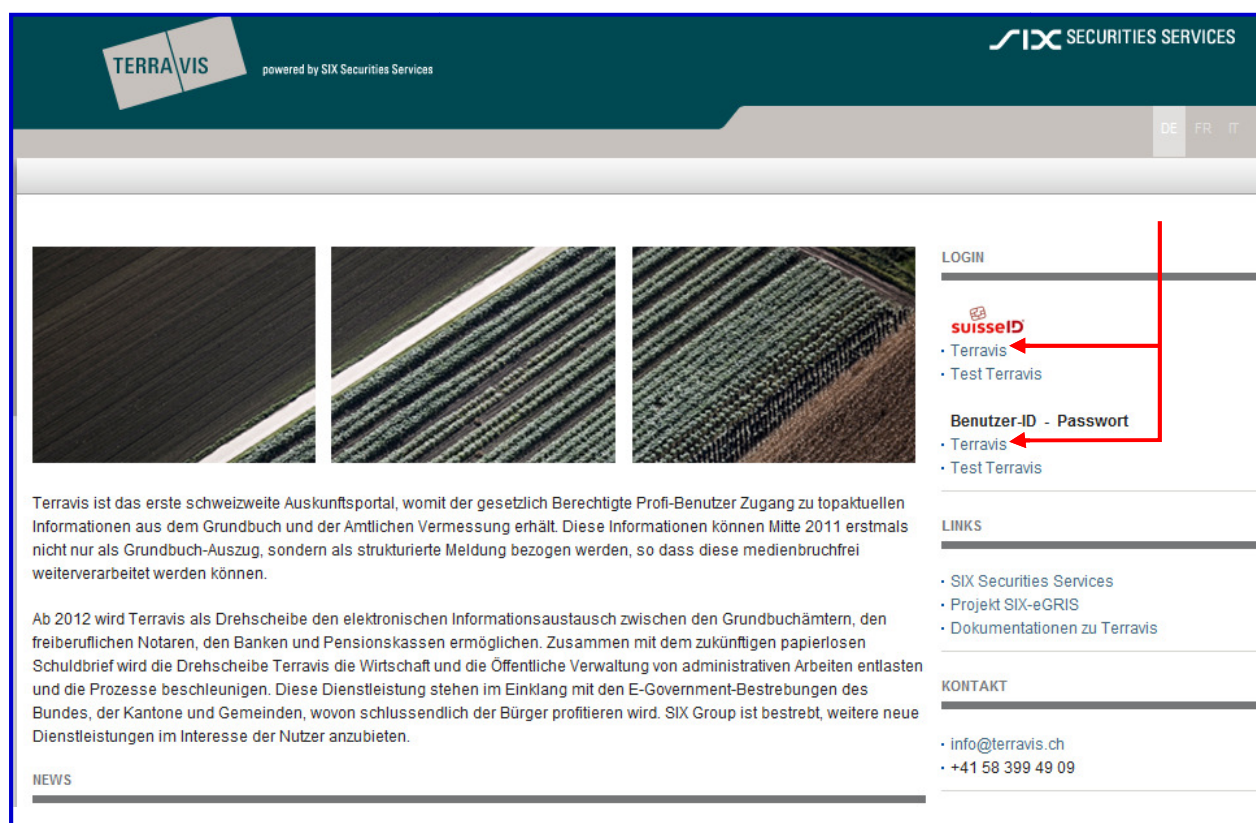 TERRAVIS
powered by SIX Securities Services
SIX SECURITIES SERVICES
DE FR IT
Terravis ist das erste schweizweite Auskunftsportal, womit der gesetzlich Berechtigte Profi-Benutzer Zugang zu topaktuellen
Informationen aus dem Grundbuch und der Amtlichen Vermessung erhält. Diese Informationen können Mitte 2011 erstmals
nicht nur als Grundbuch-Auszug, sondern als strukturierte Meldung bezogen werden, so dass diese medienbruchfrei
weiterverarbeitet werden können.
Ab 2012 wird Terravis als Drehscheibe den elektronischen Informationsaustausch zwischen den Grundbuchämtern, den
freiberuflichen Notaren, den Banken und Pensionskassen ermöglichen. Zusammen mit dem zukünftigen papierlosen
Schuldbrief wird die Drehscheibe Terravis die Wirtschaft und die Öffentliche Verwaltung von administrativen Arbeiten entlasten
und die Prozesse beschleunigen. Diese Dienstleistung stehen im Einklang mit den E-Government-Bestrebungen des
Bundes, der Kantone und Gemeinden, wovon schlussendlich der Bürger profitieren wird. SIX Group ist bestrebt, weitere neue
Dienstleistungen im Interesse der Nutzer anzubieten.
NEWS
LOGIN
suisseID
Terravis
Test Terravis
Benutzer-ID - Passwort
Terravis
Test Terravis
LINKS
SIX Securities Services
Projekt SIX-eGRIS
Dokumentationen zu Terravis
KONTAKT
info@terravis.ch
+41 58 399 49 09